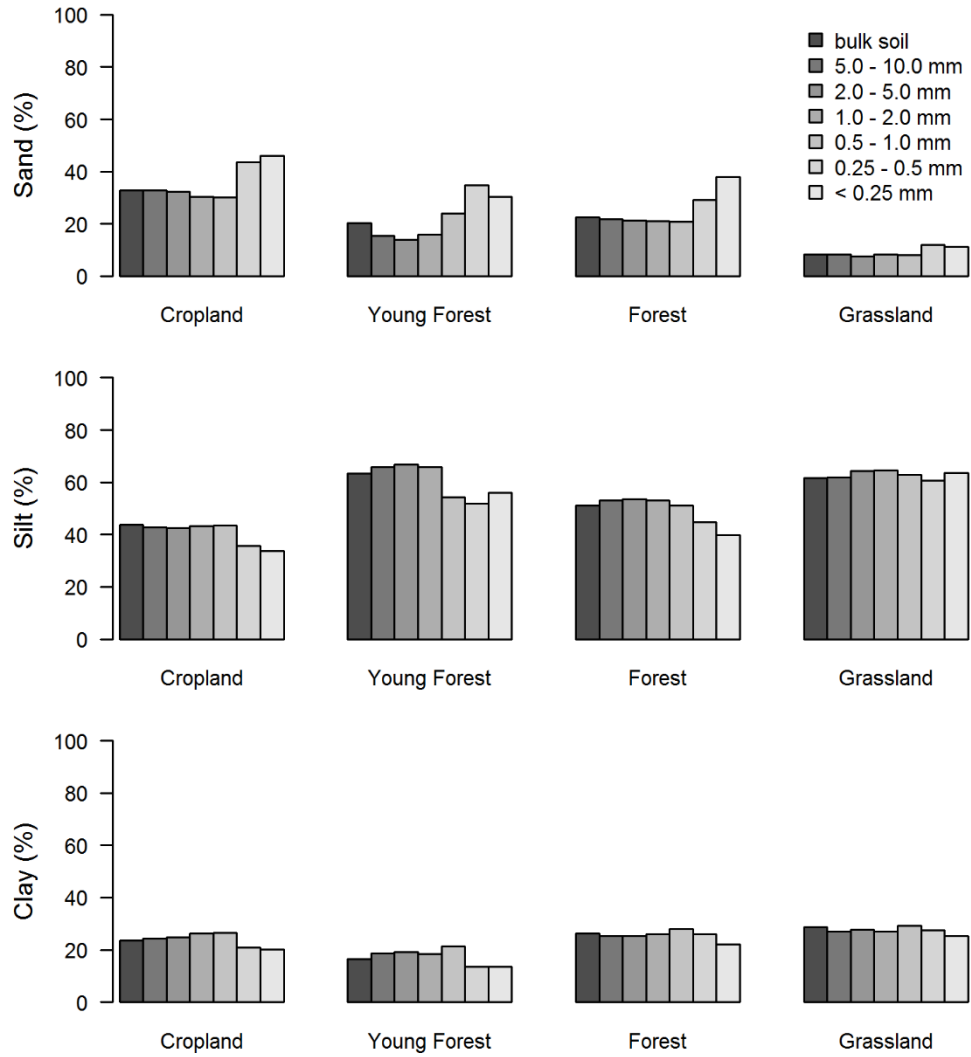 Sand (%)
100
80
60
40
20
0
bulk soil
5.0 - 10.0 mm
2.0 - 5.0 mm
1.0 - 2.0 mm
0.5 - 1.0 mm
0.25 - 0.5 mm
< 0.25 mm
Cropland Young Forest Forest Grassland
Silt (%)
100
80
60
40
20
0
Cropland Young Forest Forest Grassland
Clay (%)
100
80
60
40
20
0
Cropland Young Forest Forest Grassland